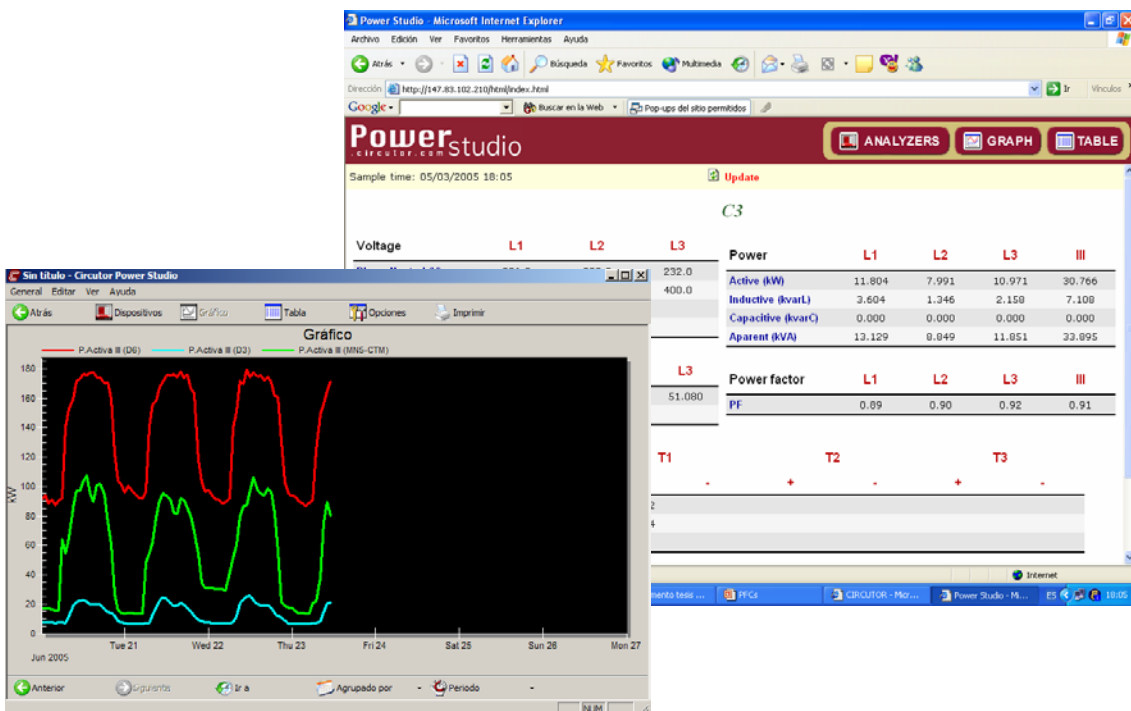 Power Studio - Microsoft Internet Explorer
Archivo Edición Ver Favoritos Herramientas Ayuda
Atrás Búsqueda Favoritos Multimedia
Dirección http://147.83.102.210/html/index.html Ir Vínculos
Google Buscar en la Web Pop-ups del sitio permitidos
Power studio ANALYZERS GRAPH TABLE
.circutor.com
Sample time: 05/03/2005 18:05 Update
C3
Voltage L1 L2 L3
232.0
400.0
L3
51.080
Power L1 L2 L3 III
Active (kW) 11.804 7.991 10.971 30.766
Inductive (kvarL) 3.604 1.346 2.158 7.108
Capacitive (kvarC) 0.000 0.000 0.000 0.000
Aparent (kVA) 13.129 8.849 11.851 33.895
Power factor L1 L2 L3 III
PF 0.89 0.90 0.92 0.91
T1 T2 T3
- + - + -
2
4
Internet
mento tesis ... PFCs CIRCUTOR - Micr... Power Studio - Mi... ES 18:05
Sin título - Circutor Power Studio
General Editar Ver Ayuda
Atrás Dispositivos Gráfico Tabla Opciones Imprimir
Gráfico
P.Activa III (D6) P.Activa III (D3) P.Activa III (MNS-CTM)
180
160
140
120
100
kW
80
60
40
20
0
Tue 21 Wed 22 Thu 23 Fri 24 Sat 25 Sun 26 Mon 27
Jun 2005
Anterior Siguiente Ir a Agrupado por - Periodo -
NUM